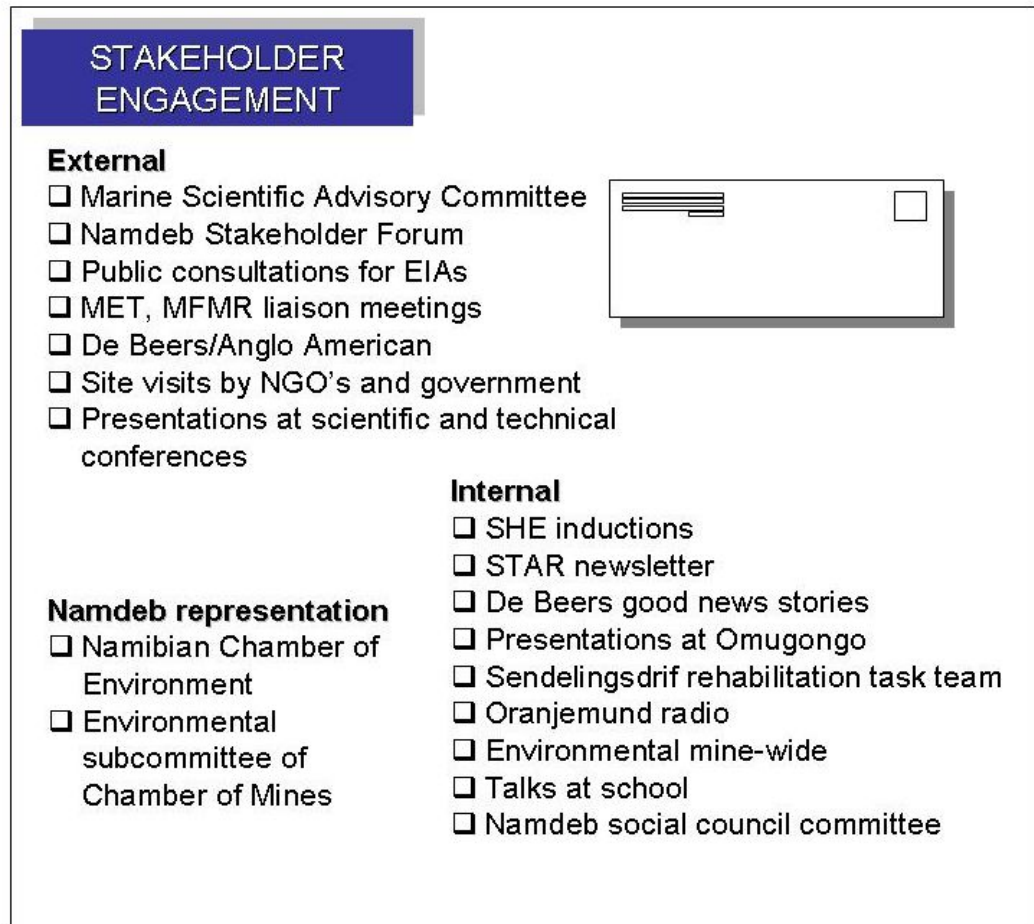 STAKEHOLDER
ENGAGEMENT
External
❑ Marine Scientific Advisory Committee
❑ Namdeb Stakeholder Forum
❑ Public consultations for EIAs
❑ MET, MFMR liaison meetings
❑ De Beers/Anglo American
❑ Site visits by NGO's and government
❑ Presentations at scientific and technical
conferences
Namdeb representation
❑ Namibian Chamber of
Environment
❑ Environmental
subcommittee of
Chamber of Mines
Internal
❑ SHE inductions
❑ STAR newsletter
❑ De Beers good news stories
❑ Presentations at Omugongo
❑ Sendelingsdrif rehabilitation task team
❑ Oranjemund radio
❑ Environmental mine-wide
❑ Talks at school
❑ Namdeb social council committee